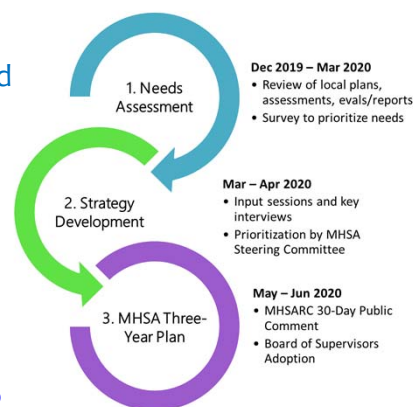 1. Needs
Assessment
Dec 2019 – Mar 2020
• Review of local plans,
assessments, evals/reports
• Survey to prioritize needs
2. Strategy
Development
Mar – Apr 2020
• Input sessions and key
interviews
• Prioritization by MHSA
Steering Committee
3. MHSA Three-
Year Plan
May – Jun 2020
• MHSARC 30-Day Public
Comment
• Board of Supervisors
Adoption